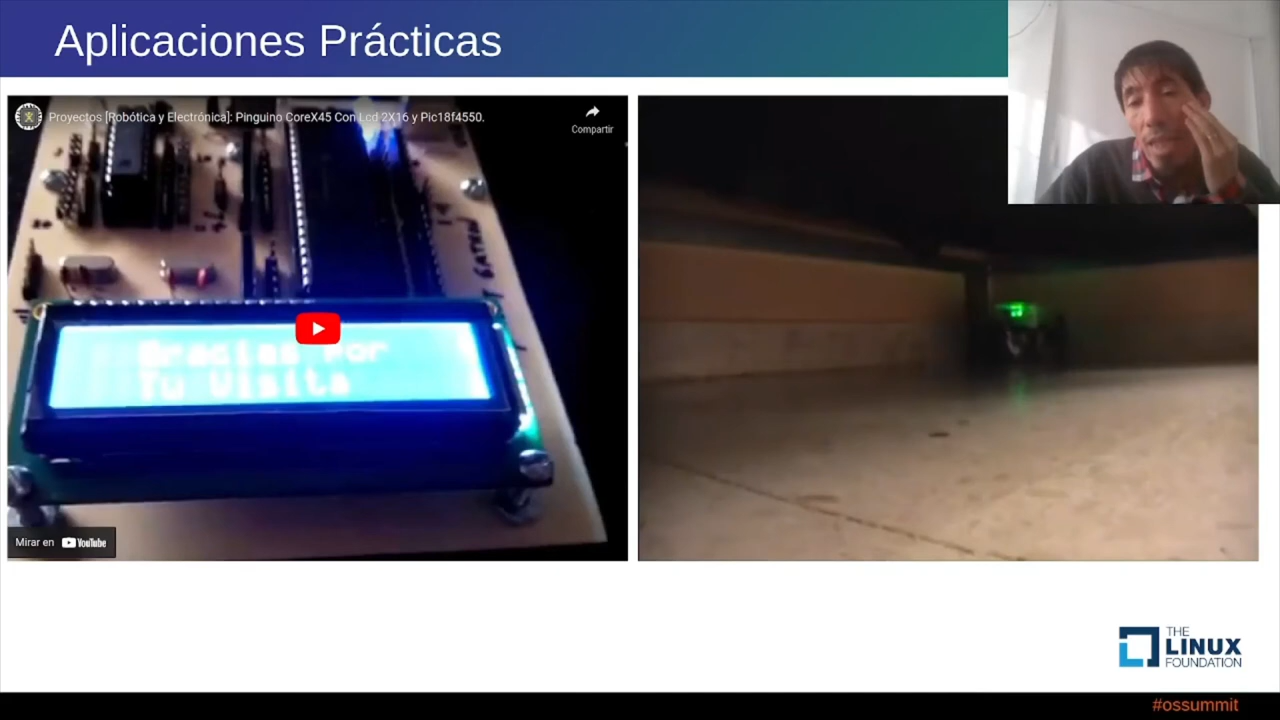 Aplicaciones Prácticas
Proyectos [Robótica y Electrónica]: Pinguino CoreX45 Con Lcd 2X16 y Pic18f4550.
Compartir
Gracias Por
Tu Visita
Mirar en YouTube
THE
LINUX
FOUNDATION
#ossummit